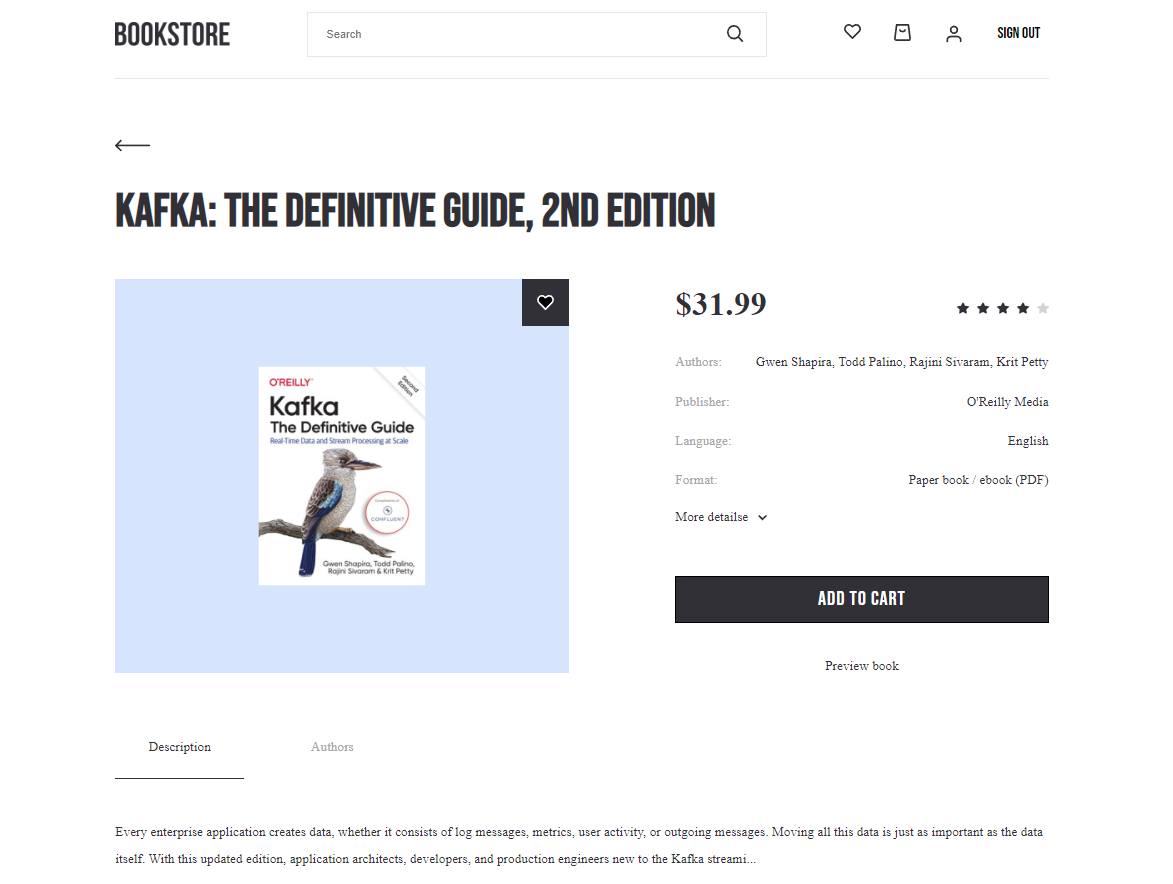 BOOKSTORE
Search
SIGN OUT
KAFKA: THE DEFINITIVE GUIDE, 2ND EDITION
O'REILLY
Second
Edition
Kafka
The Definitive Guide
Real-Time Data and Stream Processing at Scale
Compliments of
CONFLUENT
Gwen Shapira, Todd Palino,
Rajini Sivaram & Krit Petty
$31.99
Authors: Gwen Shapira, Todd Palino, Rajini Sivaram, Krit Petty
Publisher: O'Reilly Media
Language: English
Format: Paper book / ebook (PDF)
More detailse
ADD TO CART
Preview book
Description
Authors
Every enterprise application creates data, whether it consists of log messages, metrics, user activity, or outgoing messages. Moving all this data is just as important as the data
itself. With this updated edition, application architects, developers, and production engineers new to the Kafka streami...